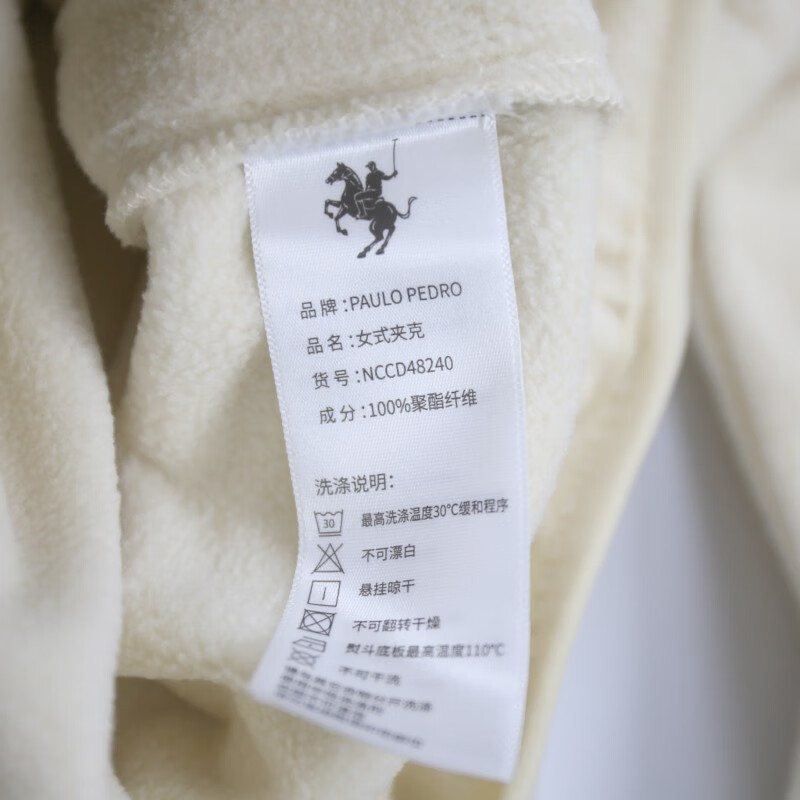 品牌:PAULO PEDRO
品名:女式夹克
货号:NCCD48240
成分:100%聚酯纤维
洗涤说明:
30
最高洗涤温度30℃缓和程序
不可漂白
悬挂晾干
不可翻转干燥
熨斗底板最高温度110℃
不可干洗